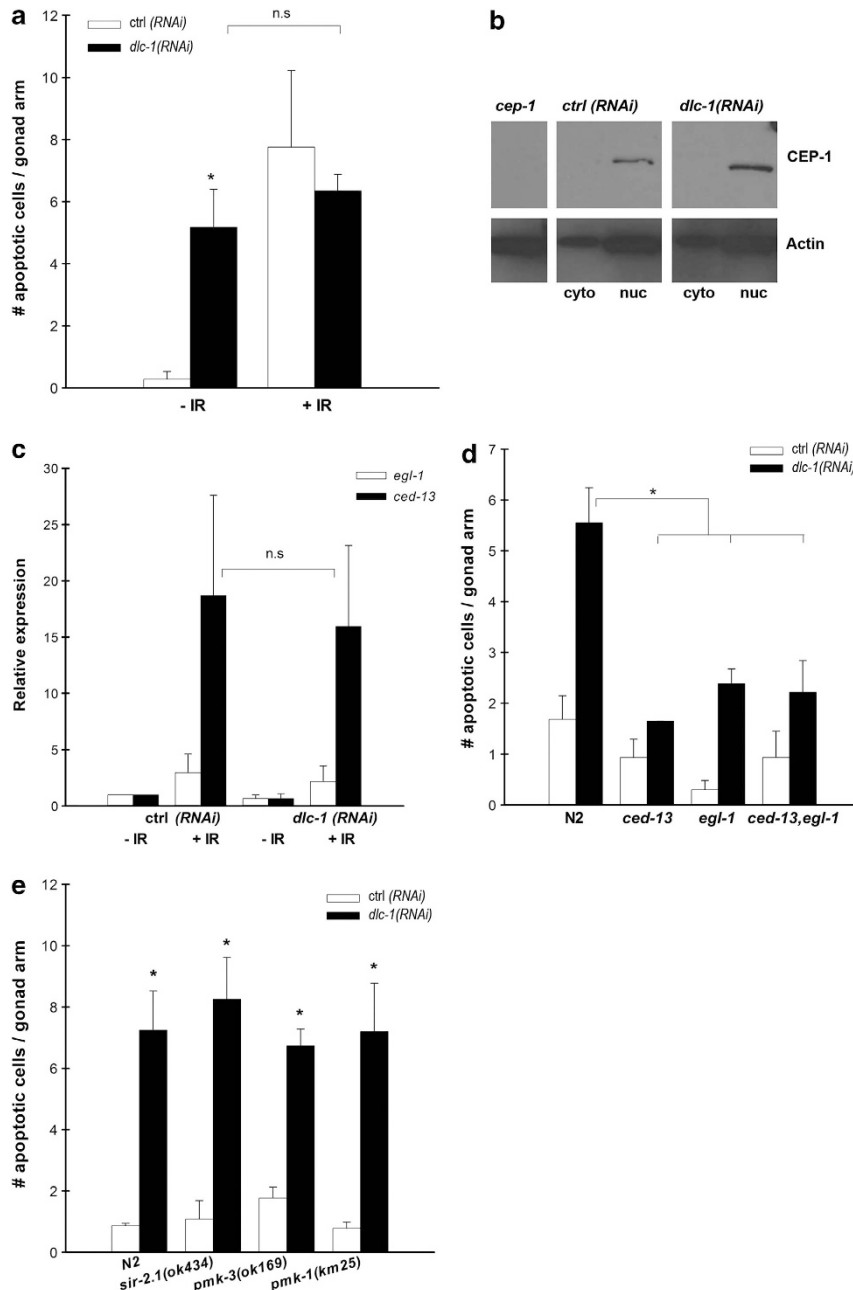 a
ctrl (RNAi)
dlc-1(RNAi)
n.s
*
# apoptotic cells / gonad arm
12
10
8
6
4
2
0
- IR
+ IR
b
cep-1
ctrl (RNAi)
dlc-1(RNAi)
CEP-1
Actin
cyto
nuc
cyto
nuc
c
egl-1
ced-13
n.s
Relative expression
30
25
20
15
10
5
0
ctrl (RNAi)
dlc-1 (RNAi)
- IR
+ IR
- IR
+ IR
d
ctrl (RNAi)
dlc-1(RNAi)
*
# apoptotic cells / gonad arm
7
6
5
4
3
2
1
0
N2
ced-13
egl-1
ced-13,egl-1
e
ctrl (RNAi)
dlc-1(RNAi)
*
*
*
*
# apoptotic cells / gonad arm
12
10
8
6
4
2
0
N2
sir-2.1(ok434)
pmk-3(ok169)
pmk-1(km25)